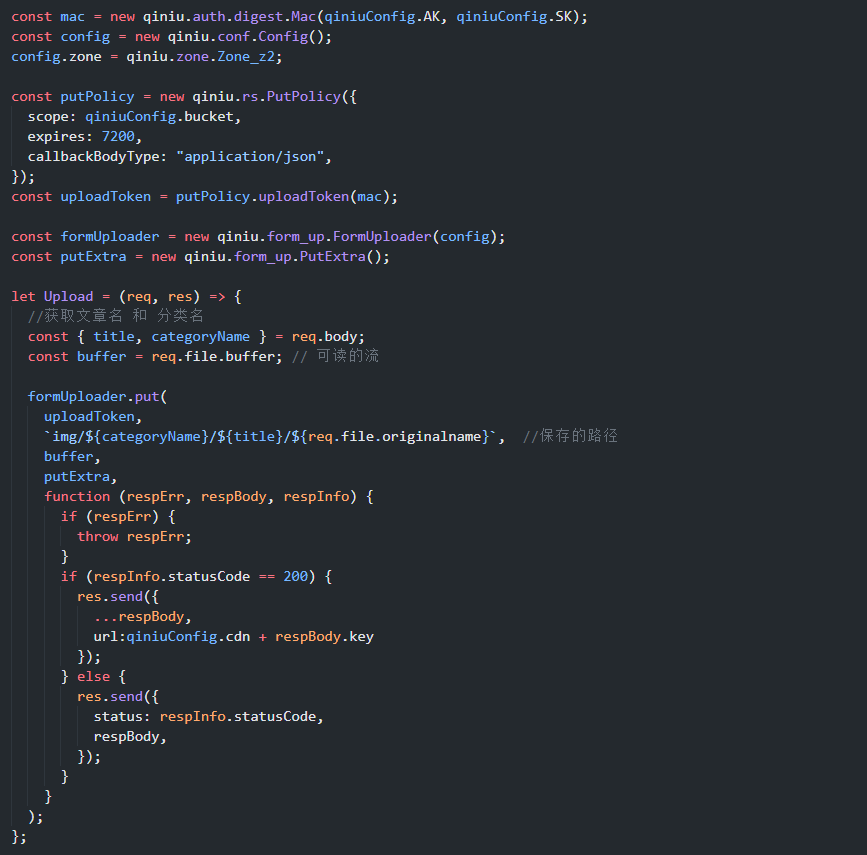 const mac = new qiniu.auth.digest.Mac(qiniuConfig.AK, qiniuConfig.SK);
const config = new qiniu.conf.Config();
config.zone = qiniu.zone.Zone_z2;

const putPolicy = new qiniu.rs.PutPolicy({
  scope: qiniuConfig.bucket,
  expires: 7200,
  callbackBodyType: "application/json",
});
const uploadToken = putPolicy.uploadToken(mac);

const formUploader = new qiniu.form_up.FormUploader(config);
const putExtra = new qiniu.form_up.PutExtra();

let Upload = (req, res) => {
  //获取文章名 和 分类名
  const { title, categoryName } = req.body;
  const buffer = req.file.buffer; // 可读的流

  formUploader.put(
    uploadToken,
    `img/${categoryName}/${title}/${req.file.originalname}`,  //保存的路径
    buffer,
    putExtra,
    function (respErr, respBody, respInfo) {
      if (respErr) {
        throw respErr;
      }
      if (respInfo.statusCode == 200) {
        res.send({
          ...respBody,
          url:qiniuConfig.cdn + respBody.key
        });
      } else {
        res.send({
          status: respInfo.statusCode,
          respBody,
        });
      }
    }
  );
};